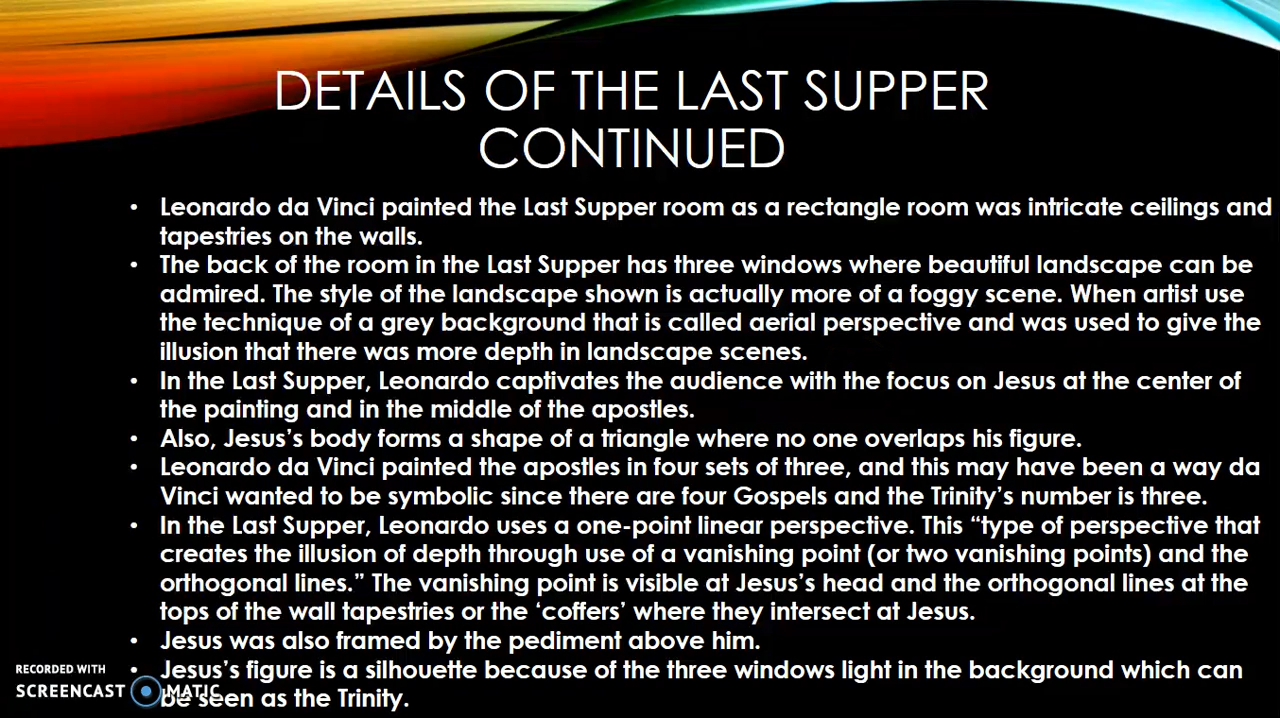 DETAILS OF THE LAST SUPPER
CONTINUED
• Leonardo da Vinci painted the Last Supper room as a rectangle room was intricate ceilings and
tapestries on the walls.
• The back of the room in the Last Supper has three windows where beautiful landscape can be
admired. The style of the landscape shown is actually more of a foggy scene. When artist use
the technique of a grey background that is called aerial perspective and was used to give the
illusion that there was more depth in landscape scenes.
• In the Last Supper, Leonardo captivates the audience with the focus on Jesus at the center of
the painting and in the middle of the apostles.
• Also, Jesus’s body forms a shape of a triangle where no one overlaps his figure.
• Leonardo da Vinci painted the apostles in four sets of three, and this may have been a way da
Vinci wanted to be symbolic since there are four Gospels and the Trinity’s number is three.
• In the Last Supper, Leonardo uses a one-point linear perspective. This “type of perspective that
creates the illusion of depth through use of a vanishing point (or two vanishing points) and the
orthogonal lines.” The vanishing point is visible at Jesus’s head and the orthogonal lines at the
tops of the wall tapestries or the ‘coffers’ where they intersect at Jesus.
• Jesus was also framed by the pediment above him.
• Jesus’s figure is a silhouette because of the three windows light in the background which can
be seen as the Trinity.
RECORDED WITH
SCREENCAST MATIC